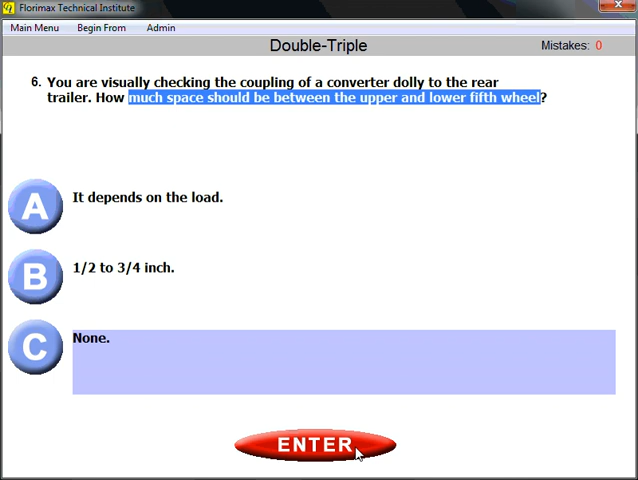 Florimax Technical Institute
Main Menu Begin From Admin
Double-Triple
Mistakes: 0
6. You are visually checking the coupling of a converter dolly to the rear
trailer. How much space should be between the upper and lower fifth wheel?
A It depends on the load.
B 1/2 to 3/4 inch.
C None.
ENTER